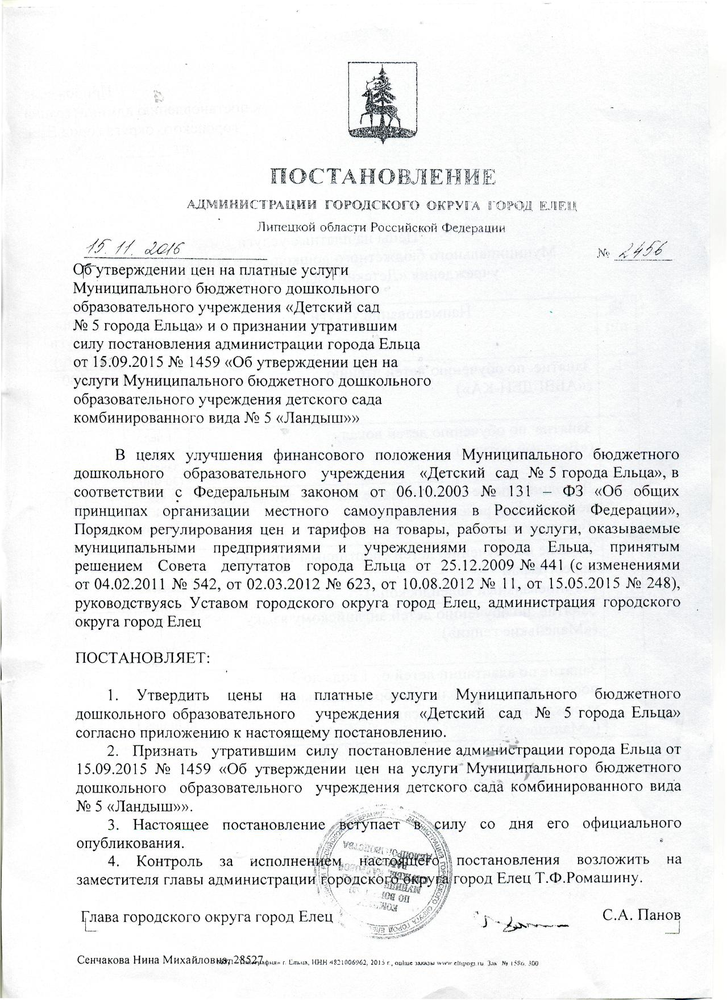 ПОСТАНОВЛЕНИЕ
АДМИНИСТРАЦИИ ГОРОДСКОГО ОКРУГА ГОРОД ЕЛЕЦ
Липецкой области Российской Федерации
15.11.2016 № 2456
Об утверждении цен на платные услуги
Муниципального бюджетного дошкольного
образовательного учреждения «Детский сад
№ 5 города Ельца» и о признании утратившим
силу постановления администрации города Ельца
от 15.09.2015 № 1459 «Об утверждении цен на
услуги Муниципального бюджетного дошкольного
образовательного учреждения детского сада
комбинированного вида № 5 «Ландыш»»
В целях улучшения финансового положения Муниципального бюджетного
дошкольного образовательного учреждения «Детский сад № 5 города Ельца», в
соответствии с Федеральным законом от 06.10.2003 № 131 – ФЗ «Об общих
принципах организации местного самоуправления в Российской Федерации»,
Порядком регулирования цен и тарифов на товары, работы и услуги, оказываемые
муниципальными предприятиями и учреждениями города Ельца, принятым
решением Совета депутатов города Ельца от 25.12.2009 № 441 (с изменениями
от 04.02.2011 № 542, от 02.03.2012 № 623, от 10.08.2012 № 11, от 15.05.2015 № 248),
руководствуясь Уставом городского округа город Елец, администрация городского
округа город Елец
ПОСТАНОВЛЯЕТ:
1. Утвердить цены на платные услуги Муниципального бюджетного
дошкольного образовательного учреждения «Детский сад № 5 города Ельца»
согласно приложению к настоящему постановлению.
2. Признать утратившим силу постановление администрации города Ельца от
15.09.2015 № 1459 «Об утверждении цен на услуги Муниципального бюджетного
дошкольного образовательного учреждения детского сада комбинированного вида
№ 5 «Ландыш»».
3. Настоящее постановление вступает в силу со дня его официального
опубликования.
4. Контроль за исполнением настоящего постановления возложить на
заместителя главы администрации городского округа город Елец Т.Ф.Ромашину.
Глава городского округа город Елец С.А. Панов
Сенчакова Нина Михайловна, 28527
г. Ельца, ИНН 4821006962, 2015 г., online заказы